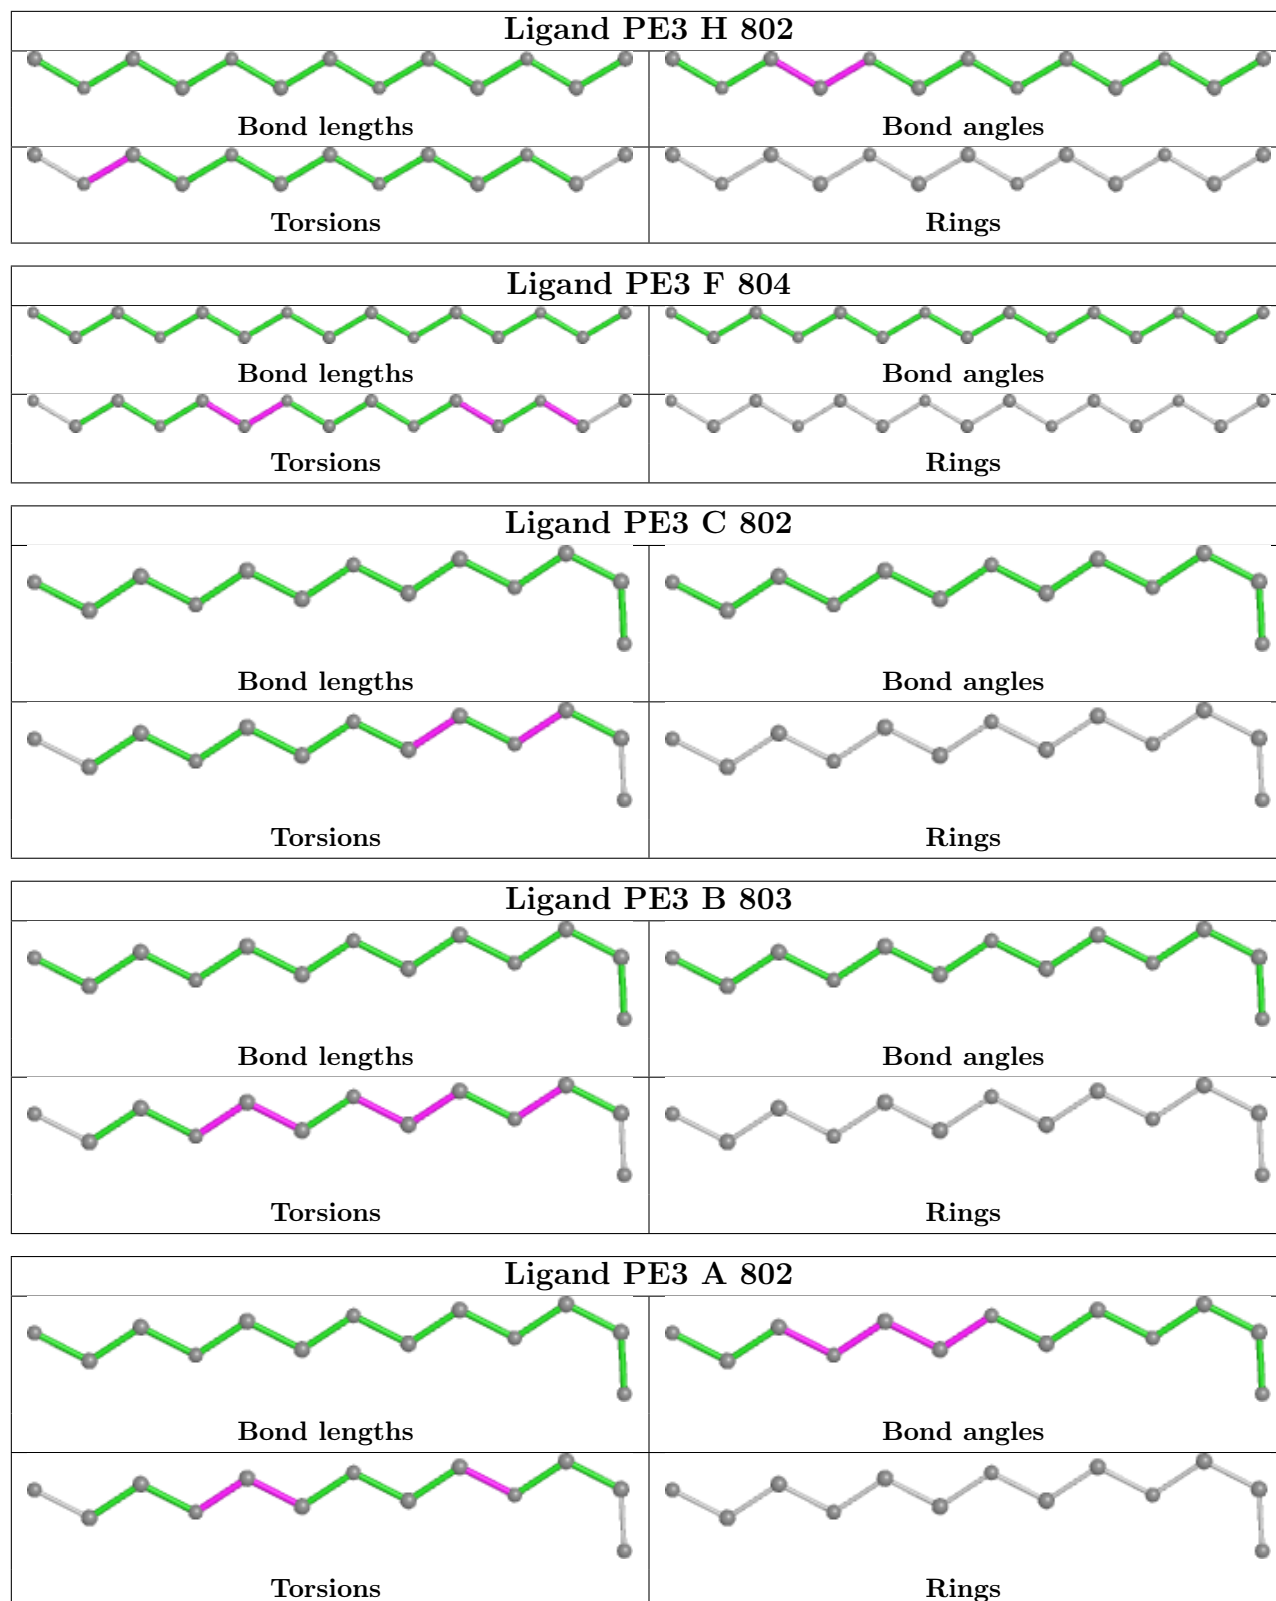 Ligand PE3 H 802
Bond lengths
Bond angles
Torsions
Rings
Ligand PE3 F 804
Bond lengths
Bond angles
Torsions
Rings
Ligand PE3 C 802
Bond lengths
Bond angles
Torsions
Rings
Ligand PE3 B 803
Bond lengths
Bond angles
Torsions
Rings
Ligand PE3 A 802
Bond lengths
Bond angles
Torsions
Rings